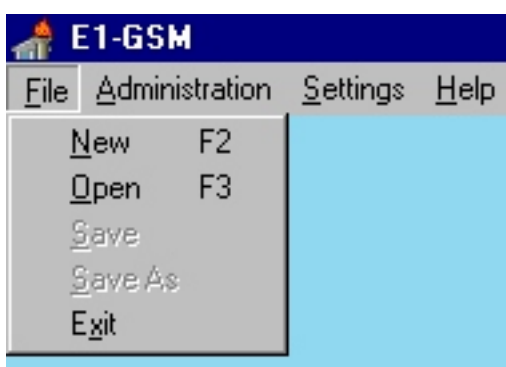 E1-GSM
File Administration Settings Help
New F2
Open F3
Save
Save As
Exit